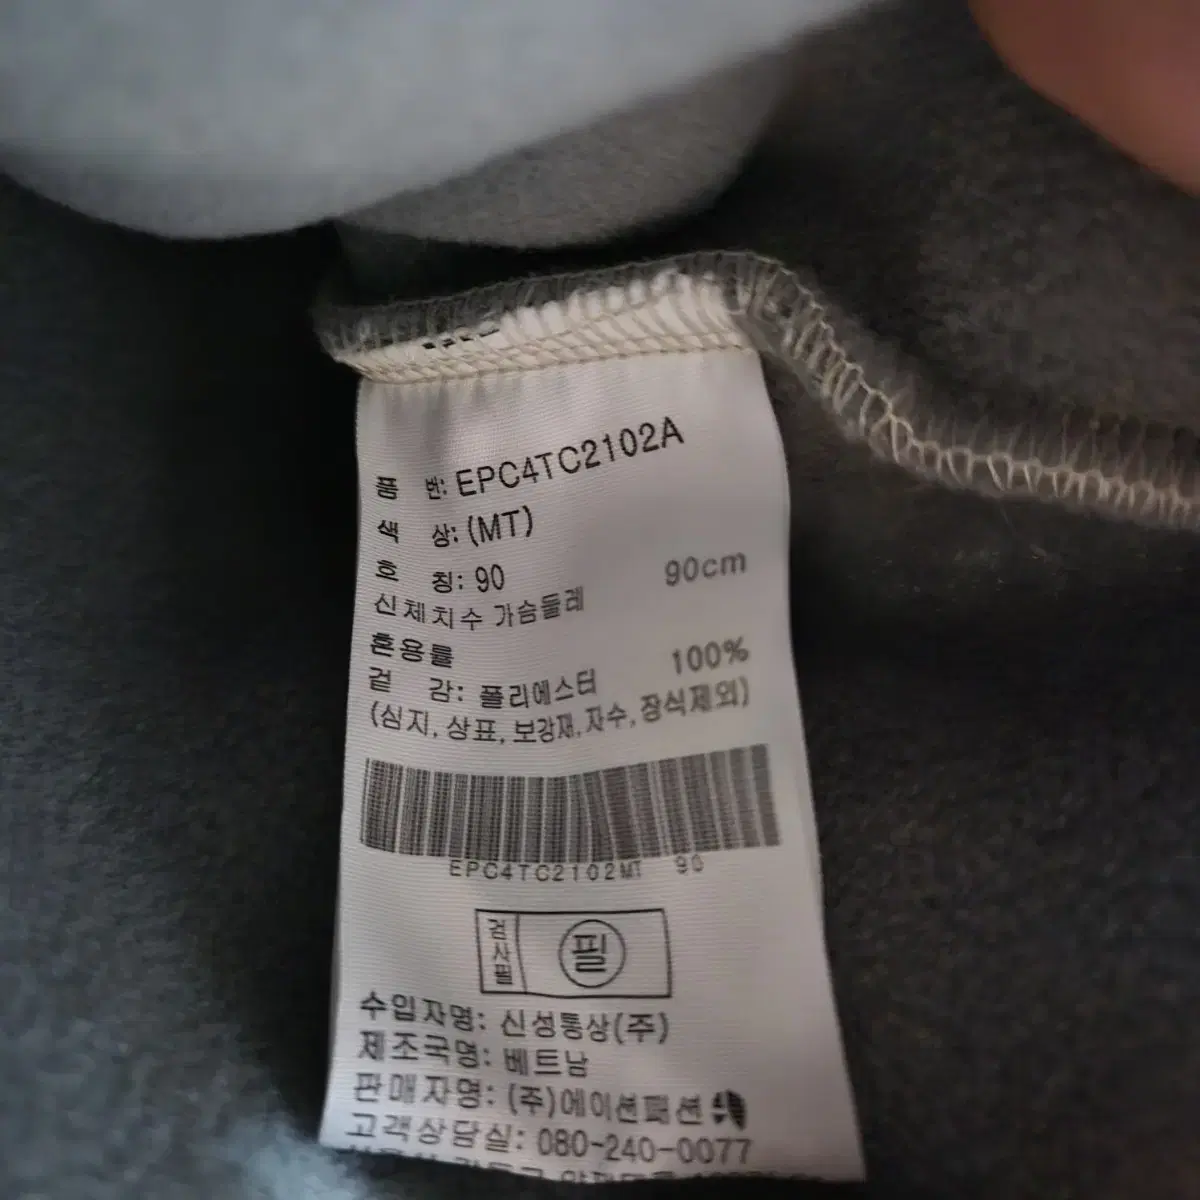 품 번: EPC4TC2102A
색 상: (MT)
호 칭: 90
신체치수 가슴둘레 90cm
혼용률
겉 감: 폴리에스터 100%
(심지, 상표, 보강재, 자수, 장식제외)
EPC4TC2102MT 90
검사필 필
수입자명: 신성통상(주)
제조국명: 베트남
판매자명: (주)에이션패션
고객상담실: 080-240-0077